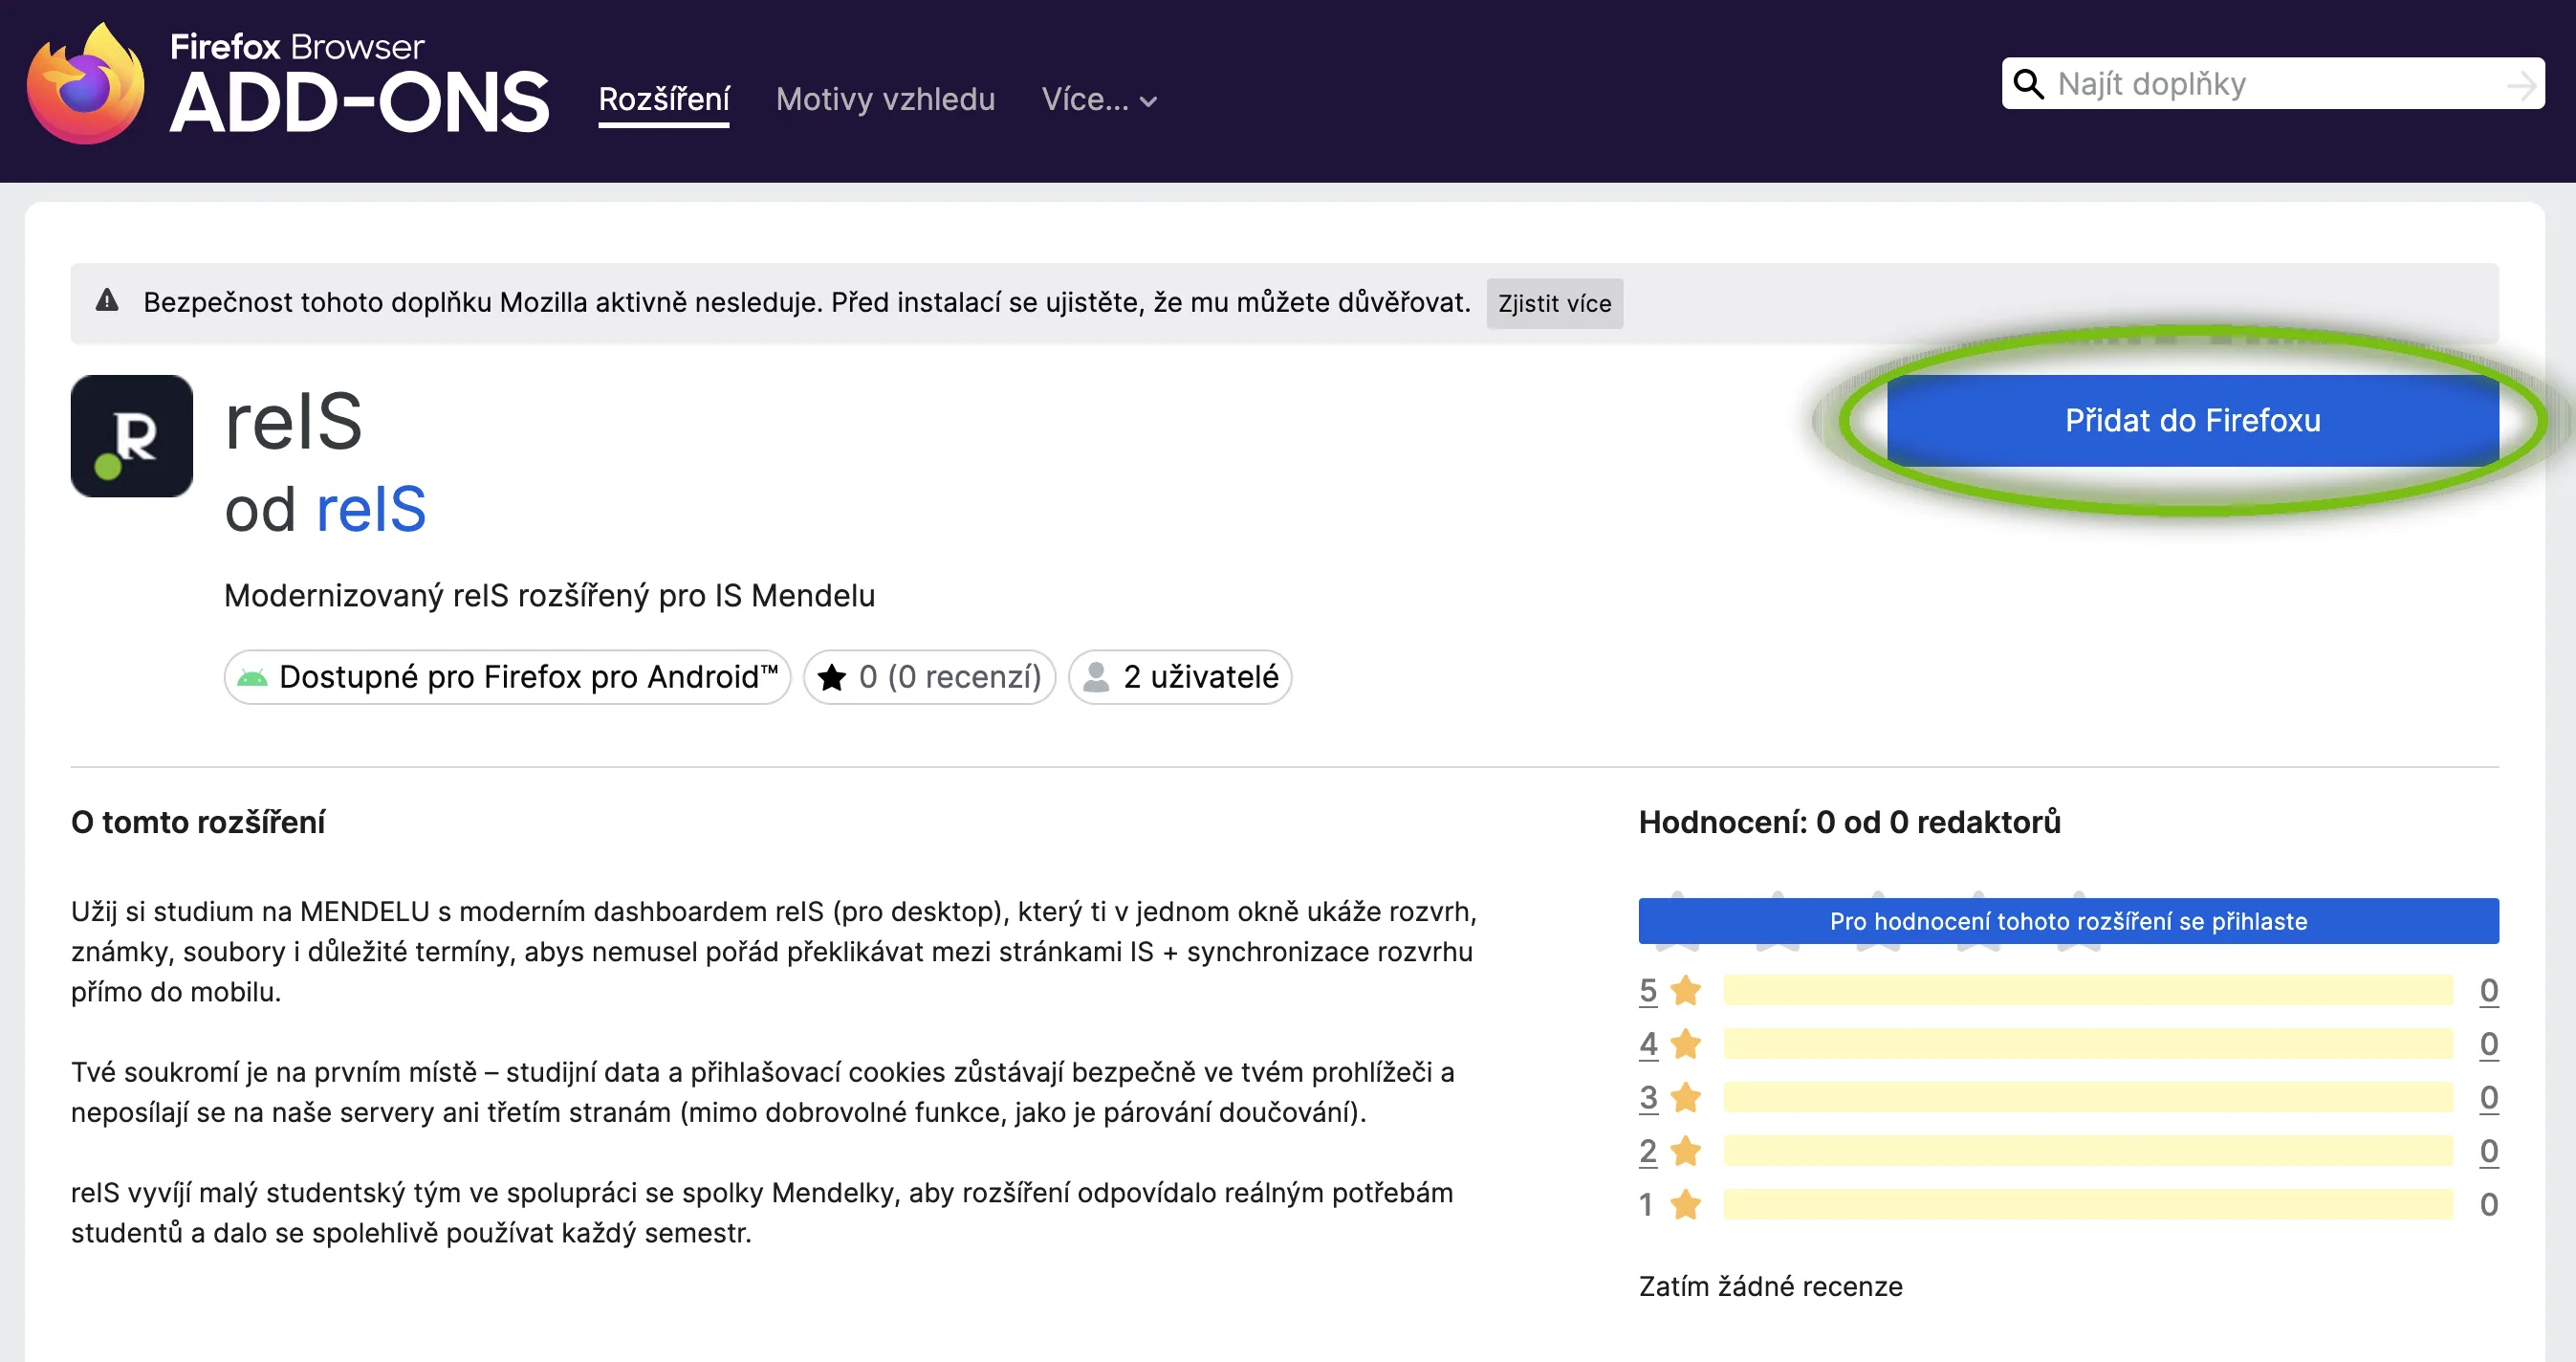 Firefox Browser
ADD-ONS
Rozšíření
Motivy vzhledu
Více...
Najít doplňky
Bezpečnost tohoto doplňku Mozilla aktivně nesleduje. Před instalací se ujistěte, že mu můžete důvěřovat.
Zjistit více
R
reIS
od reIS
Přidat do Firefoxu
Modernizovaný reIS rozšířený pro IS Mendelu
Dostupné pro Firefox pro Android™
0 (0 recenzí)
2 uživatelé
O tomto rozšíření
Užij si studium na MENDELU s moderním dashboardem reIS (pro desktop), který ti v jednom okně ukáže rozvrh,
známky, soubory i důležité termíny, abys nemusel pořád překlikávat mezi stránkami IS + synchronizace rozvrhu
přímo do mobilu.
Tvé soukromí je na prvním místě – studijní data a přihlašovací cookies zůstávají bezpečně ve tvém prohlížeči a
neposílají se na naše servery ani třetím stranám (mimo dobrovolné funkce, jako je párování doučování).
reIS vyvíjí malý studentský tým ve spolupráci se spolky Mendelky, aby rozšíření odpovídalo reálným potřebám
studentů a dalo se spolehlivě používat každý semestr.
Hodnocení: 0 od 0 redaktorů
Pro hodnocení tohoto rozšíření se přihlaste
5 0
4 0
3 0
2 0
1 0
Zatím žádné recenze